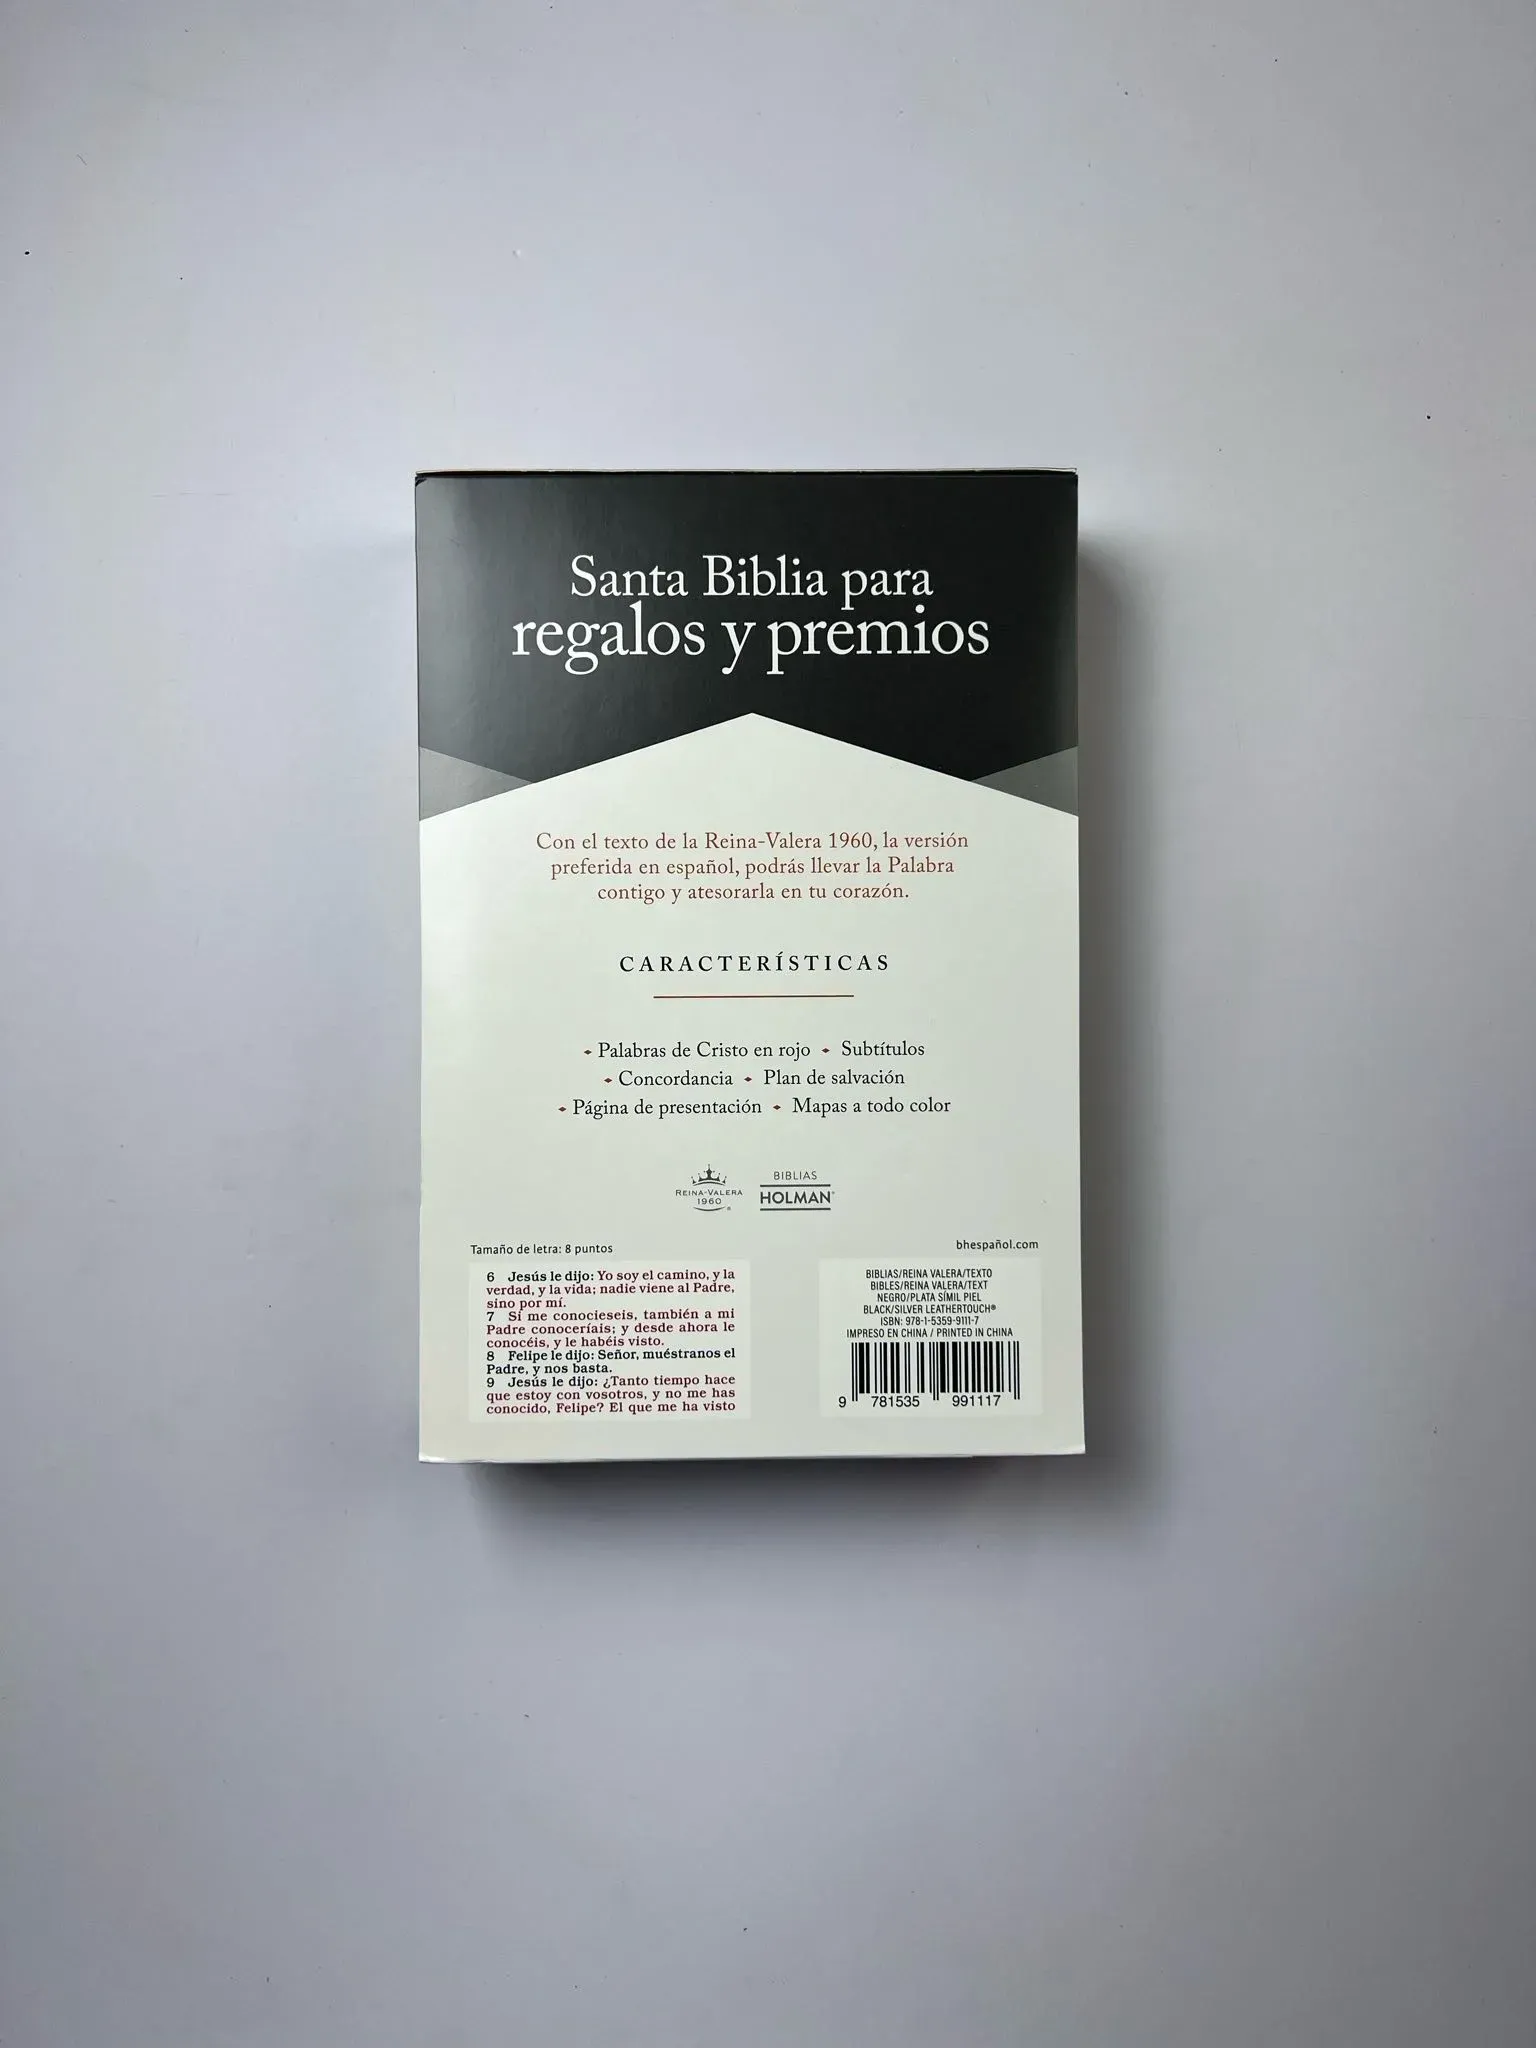 Santa Biblia para
regalos y premios
Con el texto de la Reina-Valera 1960, la versión
preferida en español, podrás llevar la Palabra
contigo y atesorarla en tu corazón.
CARACTERÍSTICAS
Palabras de Cristo en rojo Subtítulos
Concordancia Plan de salvación
Página de presentación Mapas a todo color
REINA-VALERA
1960
®
BIBLIAS
HOLMAN®
Tamaño de letra: 8 puntos
6 Jesús le dijo: Yo soy el camino, y la
verdad, y la vida; nadie viene al Padre,
sino por mí.
7 Si me conocieseis, también a mi
Padre conoceríais; y desde ahora le
conocéis, y le habéis visto.
8 Felipe le dijo: Señor, muéstranos el
Padre, y nos basta.
9 Jesús le dijo: ¿Tanto tiempo hace
que estoy con vosotros, y no me has
conocido, Felipe? El que me ha visto
bhespañol.com
BIBLIAS/REINA VALERA/TEXTO
BIBLES/REINA VALERA/TEXT
NEGRO/PLATA SÍMIL PIEL
BLACK/SILVER LEATHERTOUCH®
ISBN: 978-1-5359-9111-7
IMPRESO EN CHINA / PRINTED IN CHINA
9 781535 991117